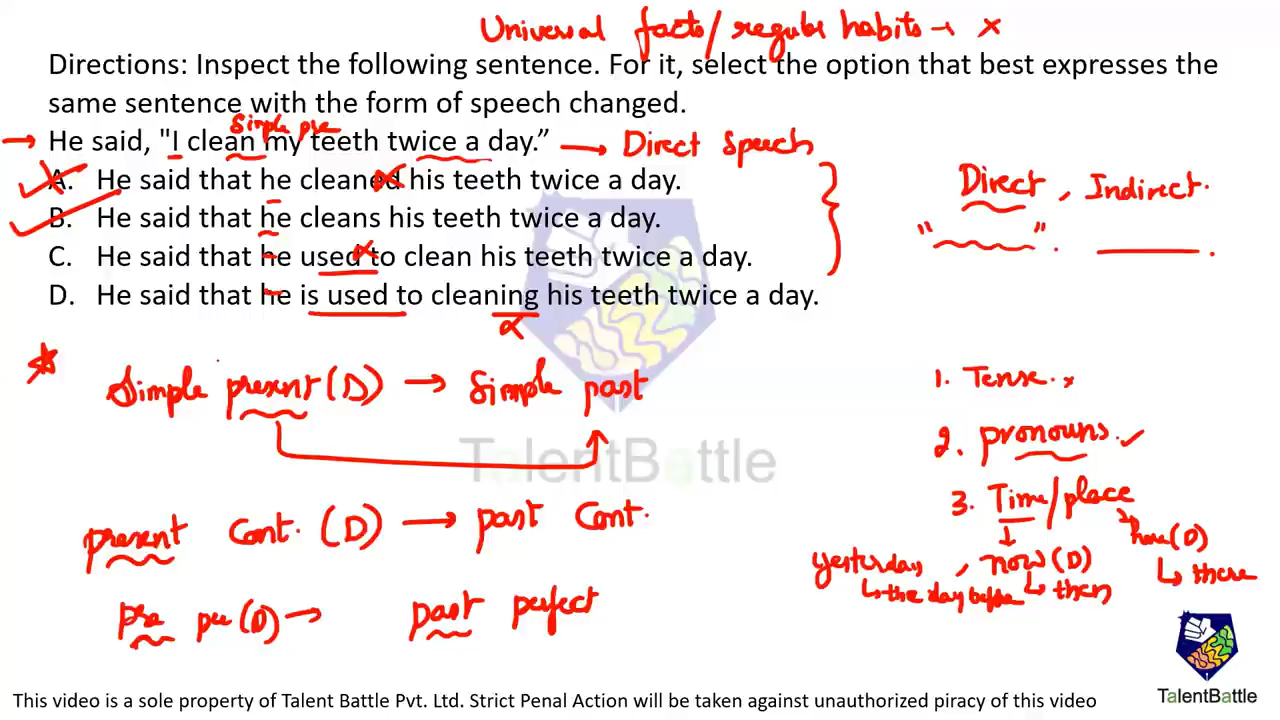 Universal facts/regular habits → x
Directions: Inspect the following sentence. For it, select the option that best expresses the
same sentence with the form of speech changed.
Simple pre
→ He said, "I clean my teeth twice a day.” → Direct Speech
A. He said that he cleaned his teeth twice a day.
B. He said that he cleans his teeth twice a day.
C. He said that he used to clean his teeth twice a day.
D. He said that he is used to cleaning his teeth twice a day.
Direct, Indirect.
" ".
Simple present (D) → Simple past
present Cont. (D) → past Cont.
pre per (D) → past perfect
1. Tense. x
2. pronouns. ✓
3. Time/place
here (D)
↳ there
yesterday, now (D)
↳ the day before ↳ then
TalentBattle
TalentBattle
This video is a sole property of Talent Battle Pvt. Ltd. Strict Penal Action will be taken against unauthorized piracy of this video